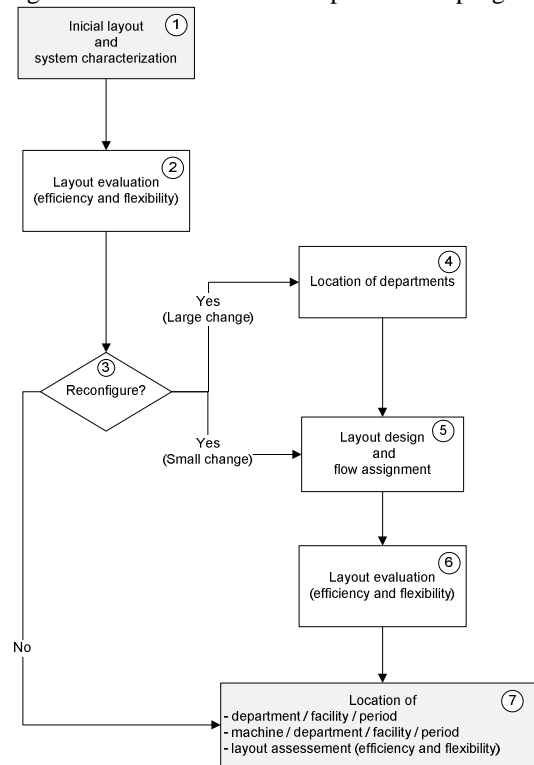 1
Inicial layout
and
system characterization
2
Layout evaluation
(efficiency and flexibility)
3
Reconfigure?
Yes
(Large change)
4
Location of departments
Yes
(Small change)
5
Layout design
and
flow assignment
6
Layout evaluation
(efficiency and flexibility)
No
7
Location of
- department / facility / period
- machine / department / facility / period
- layout assessement (efficiency and flexibility)